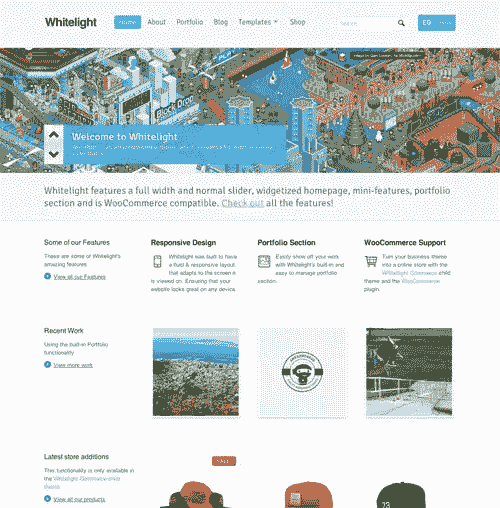 Whitelight
Home About Portfolio Blog Templates Shop
Block Drop
Welcome to Whitelight
Whitelight features a full width and normal slider, widgetized homepage, mini-features, portfolio
section and is WooCommerce compatible. Check out all the features!
Some of our Features
These are some of Whitelight's
amazing features
View all our Features
Responsive Design
Whitelight was built to have
a fluid & responsive layout
that adapts to the screen it
is viewed on. Ensuring that your
website looks great on any device.
Portfolio Section
Easily show off your work
with Whitelight's built-in and
easy to manage portfolio
section.
WooCommerce Support
Turn your business theme
into a online store with the
Whitelight Commerce child
theme and the WooCommerce
plugin.
Recent Work
Using the built-in Portfolio
functionality
View more work
Latest store additions
This functionality is only available in
the Whitelight Commerce child
theme
View all our products
SALE!
73